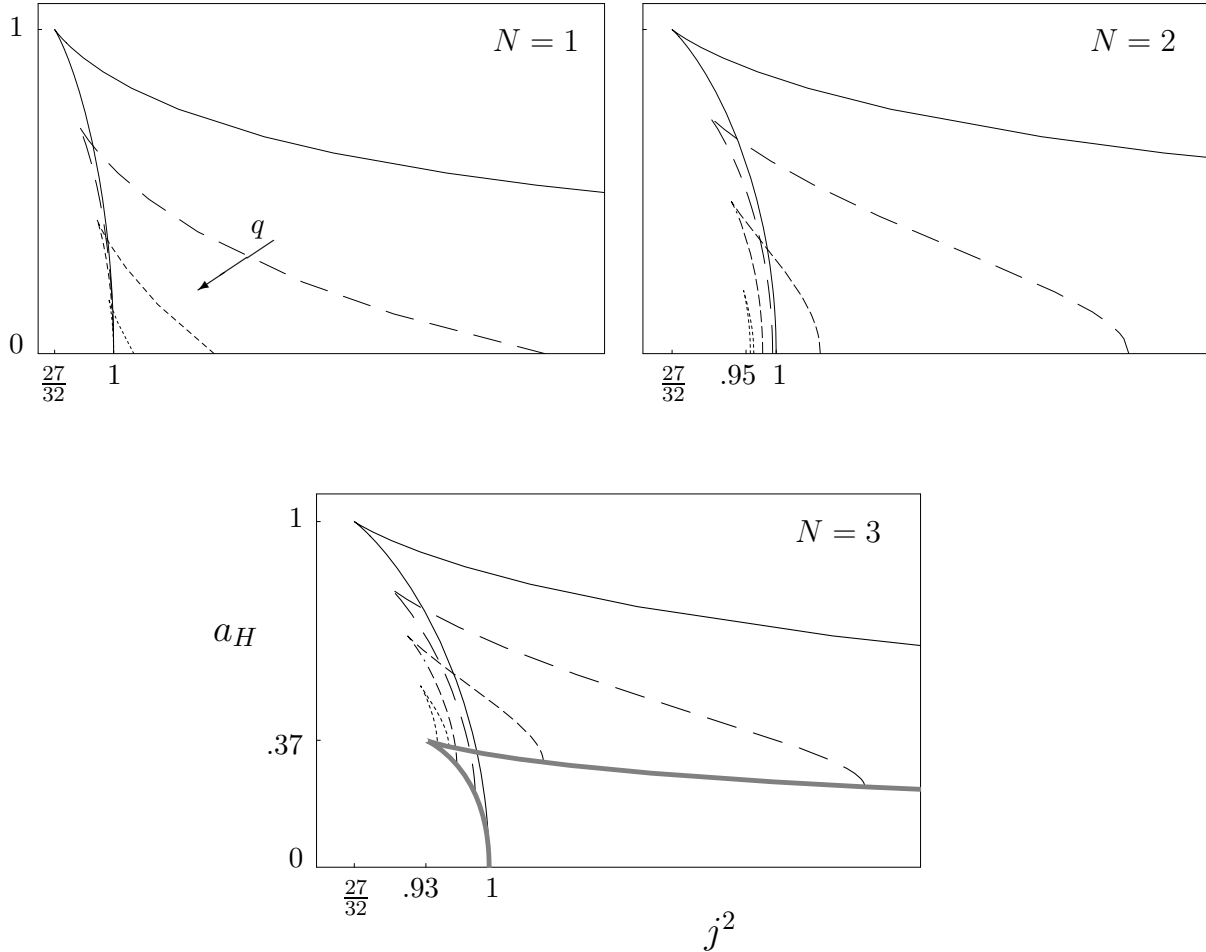 1
N = 1
q
0
27/32
1
N = 2
27/32
.95
1
1
N = 3
a_H
.37
0
27/32
.93
1
j^2